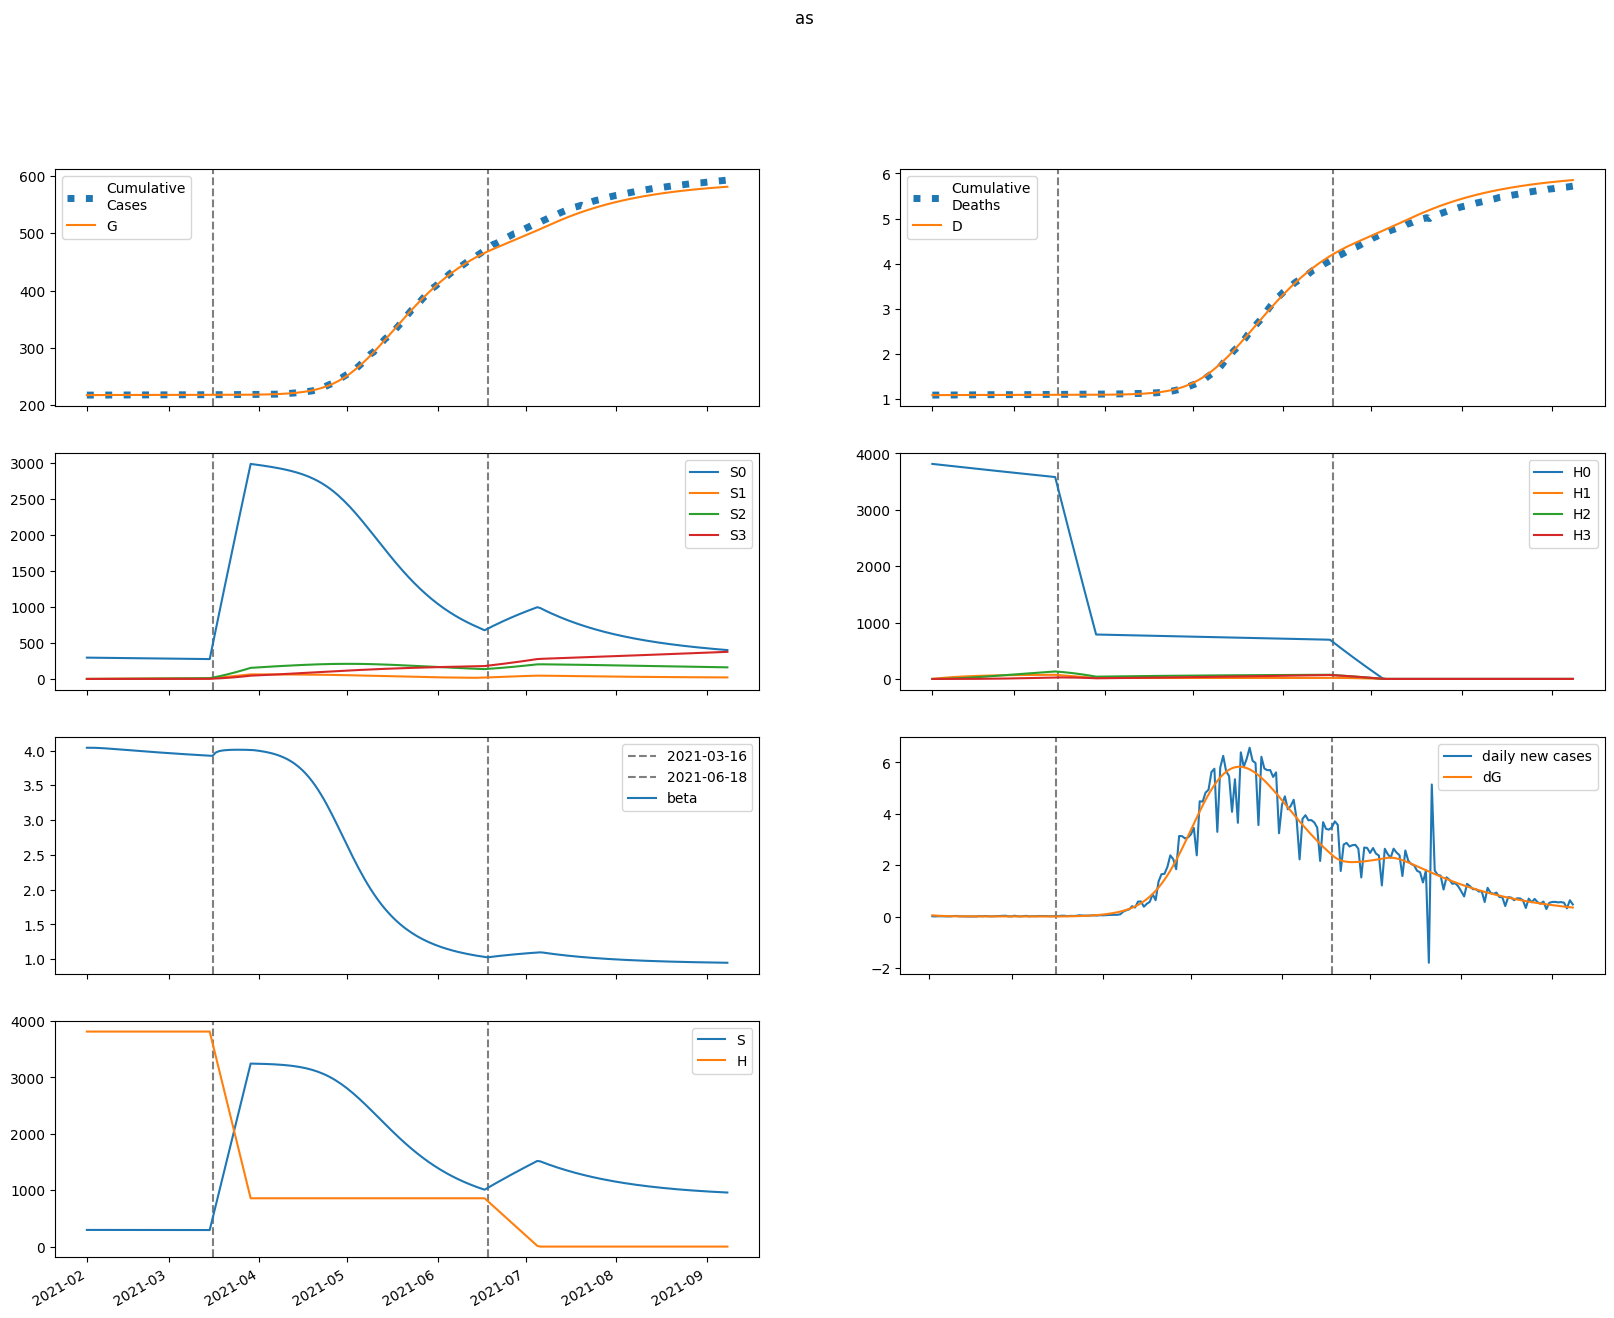 as
Cumulative
Cases
G
600
500
400
300
200
Cumulative
Deaths
D
6
5
4
3
2
1
S0
S1
S2
S3
3000
2500
2000
1500
1000
500
0
H0
H1
H2
H3
4000
3000
2000
1000
0
2021-03-16
2021-06-18
beta
4.0
3.5
3.0
2.5
2.0
1.5
1.0
daily new cases
dG
6
4
2
0
−2
S
H
4000
3000
2000
1000
0
2021-02
2021-03
2021-04
2021-05
2021-06
2021-07
2021-08
2021-09